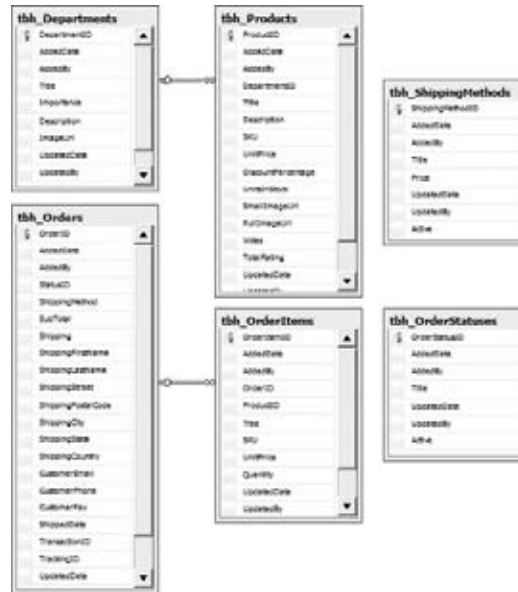 tbh_Departments
DepartmentID
AddedDate
AddedBy
Title
Importance
Description
ImageUrl
UpdatedDate
UpdatedBy
tbh_Products
ProductID
AddedDate
AddedBy
DepartmentID
Title
Description
SKU
UnitPrice
DiscountPercentage
UnitsInStock
SmallImageUrl
FullImageUrl
Votes
TotalRating
UpdatedDate
tbh_ShippingMethods
ShippingMethodID
AddedDate
AddedBy
Title
Price
UpdatedDate
UpdatedBy
Active
tbh_Orders
OrderID
AddedDate
AddedBy
StatusID
ShippingMethod
SubTotal
Shipping
ShippingFirstName
ShippingLastName
ShippingStreet
ShippingPostalCode
ShippingCity
ShippingState
ShippingCountry
CustomerEmail
CustomerPhone
CustomerFax
ShippedDate
TransactionID
TrackingID
UpdatedDate
tbh_OrderItems
OrderItemID
AddedDate
AddedBy
OrderID
ProductID
Title
SKU
UnitPrice
Quantity
UpdatedDate
UpdatedBy
tbh_OrderStatuses
OrderStatusID
AddedDate
AddedBy
Title
UpdatedDate
UpdatedBy
Active